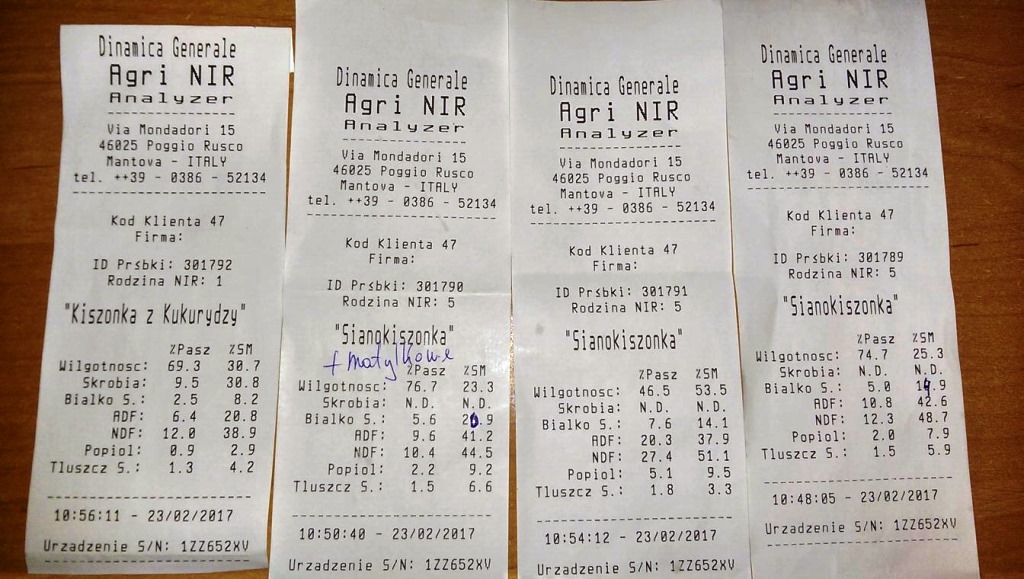 Dinamica Generale
Agri NIR
Analyzer
Via Mondadori 15
46025 Poggio Rusco
Mantova - ITALY
tel. ++39 - 0386 - 52134
Kod Klienta 47
Firma:
ID Prśbki: 301792
Rodzina NIR: 1
"Kiszonka z Kukurydzy"
%Pasz %SM
Wilgotnosc: 69.3 30.7
Skrobia: 9.5 30.8
Bialko S.: 2.5 8.2
ADF: 6.4 20.8
NDF: 12.0 38.9
Popiol: 0.9 2.9
Tluszcz S.: 1.3 4.2
10:56:11 - 23/02/2017
Urzadzenie S/N: 1ZZ652XV
Dinamica Generale
Agri NIR
Analyzer
Via Mondadori 15
46025 Poggio Rusco
Mantova - ITALY
tel. ++39 - 0386 - 52134
Kod Klienta 47
Firma:
ID Prśbki: 301790
Rodzina NIR: 5
"Sianokiszonka"
+ motylkowe
%Pasz %SM
Wilgotnosc: 76.7 23.3
Skrobia: N.D. N.D.
Bialko S.: 5.6
ADF: 9.6 41.2
NDF: 10.4 44.5
Popiol: 2.2 9.2
Tluszcz S.: 1.5 6.6
10:50:40 - 23/02/2017
Urzadzenie S/N: 1ZZ652XV
Dinamica Generale
Agri NIR
Analyzer
Via Mondadori 15
46025 Poggio Rusco
Mantova - ITALY
tel. ++39 - 0386 - 52134
Kod Klienta 47
Firma:
ID Prśbki: 301791
Rodzina NIR: 5
"Sianokiszonka"
%Pasz %SM
Wilgotnosc: 46.5 53.5
Skrobia: N.D. N.D.
Bialko S.: 7.6 14.1
ADF: 20.3 37.9
NDF: 27.4 51.1
Popiol: 5.1 9.5
Tluszcz S.: 1.8 3.3
10:54:12 - 23/02/2017
Urzadzenie S/N: 1ZZ652XV
Dinamica Generale
Agri NIR
Analyzer
Via Mondadori 15
46025 Poggio Rusco
Mantova - ITALY
tel. ++39 - 0386 - 52134
Kod Klienta 47
Firma:
ID Prśbki: 301789
Rodzina NIR: 5
"Sianokiszonka"
%Pasz %SM
Wilgotnosc: 74.7 25.3
Skrobia: N.D. N.D.
Bialko S.: 5.0 19.9
ADF: 10.8 42.6
NDF: 12.3 48.7
Popiol: 2.0 7.9
Tluszcz S.: 1.5 5.9
10:48:05 - 23/02/2017
Urzadzenie S/N: 1ZZ652XV